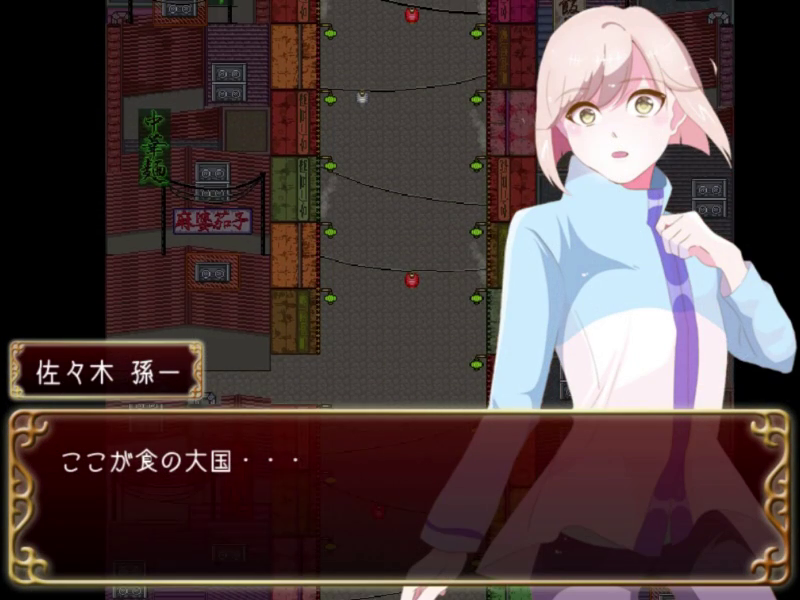 中華麺
麻婆茄子
佐々木 孫一
ここが食の大国・・・